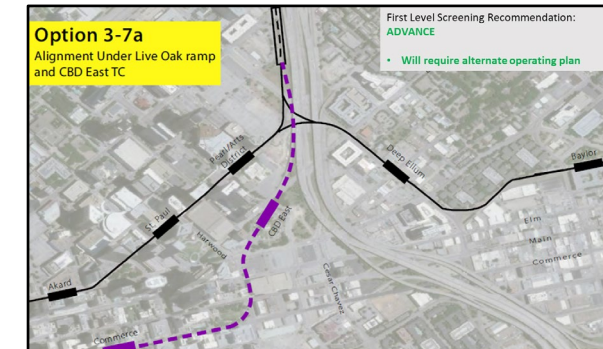 Option 3-7a
Alignment Under Live Oak ramp
and CBD East TC
First Level Screening Recommendation:
ADVANCE
• Will require alternate operating plan
Pearl/Arts
District
Deep Ellum
Baylor
St. Paul
CBD East
Harwood
Elm
Main
Commerce
Cesar Chavez
Akard
Commerce